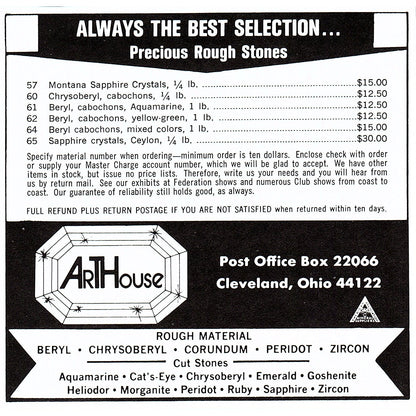 ALWAYS THE BEST SELECTION...
Precious Rough Stones
57 Montana Sapphire Crystals, ¼ lb. ...$15.00
60 Chrysoberyl, cabochons, ¼ lb. ...$12.50
61 Beryl, cabochons, Aquamarine, 1 lb. ...$12.50
62 Beryl, cabochons, yellow-green, 1 lb. ...$12.50
64 Beryl cabochons, mixed colors, 1 lb. ...$15.00
65 Sapphire crystals, Ceylon, ¼ lb. ...$30.00
Specify material number when ordering—minimum order is ten dollars. Enclose check with order
or supply your Master Charge account number, which we will be glad to accept. We have other
items in stock, but issue no price lists. Therefore, write us your needs and you will hear from
us by return mail. See our exhibits at Federation shows and numerous Club shows from coast to
coast. Our guarantee of reliability still holds good, as always.
FULL REFUND PLUS RETURN POSTAGE IF YOU ARE NOT SATISFIED when returned within ten days.
ARTHOUSE
Post Office Box 22066
Cleveland, Ohio 44122
ROUGH MATERIAL
BERYL • CHRYSOBERYL • CORUNDUM • PERIDOT • ZIRCON
Cut Stones
Aquamarine • Cat's-Eye • Chrysoberyl • Emerald • Goshenite
Heliodor • Morganite • Peridot • Ruby • Sapphire • Zircon